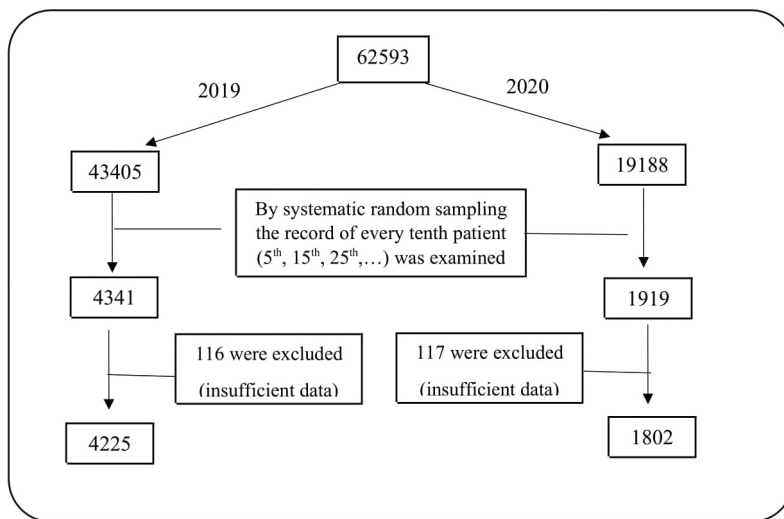 62593
2019
2020
43405
19188
By systematic random sampling
the record of every tenth patient
(5th, 15th, 25th,…) was examined
4341
1919
116 were excluded
(insufficient data)
117 were excluded
(insufficient data)
4225
1802